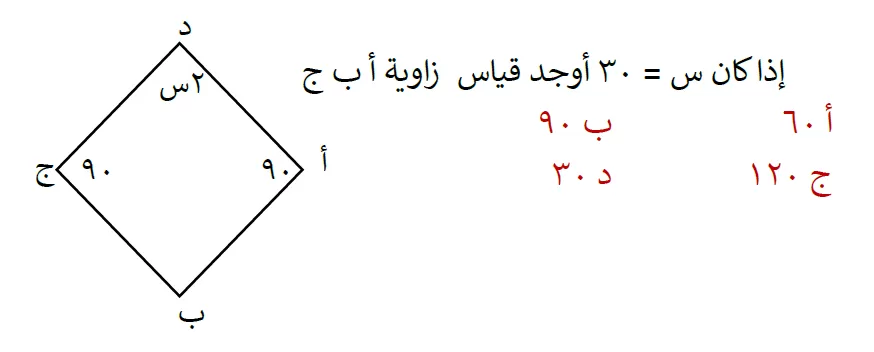 إذا كان س = ٣٠ أوجد قياس زاوية أ ب ج
أ ٦٠ ب ٩٠
ج ١٢٠ د ٣٠
د
٢س
أ
٩٠
٩٠
ج
ب